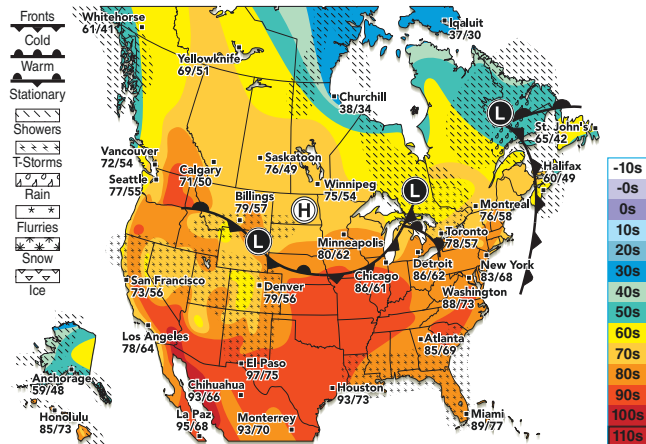 Fronts
Cold
Warm
Stationary
Showers
T-Storms
Rain
Flurries
Snow
Ice
Whitehorse
61/41
Yellowknife
69/51
Iqaluit
37/30
Churchill
38/34
L
St. John's
65/42
Vancouver
72/54
Seattle
77/55
Calgary
71/50
Saskatoon
76/49
Winnipeg
75/54
L
Halifax
60/49
Billings
79/57
H
Montreal
76/58
Minneapolis
80/62
Toronto
78/57
L
Detroit
86/62
New York
83/68
San Francisco
73/56
Denver
79/56
Chicago
86/61
Washington
88/73
Los Angeles
78/64
Atlanta
85/69
El Paso
97/75
Anchorage
59/48
Chihuahua
93/66
Houston
93/73
Honolulu
85/73
La Paz
95/68
Monterrey
93/70
Miami
89/77
-10s
-0s
0s
10s
20s
30s
40s
50s
60s
70s
80s
90s
100s
110s